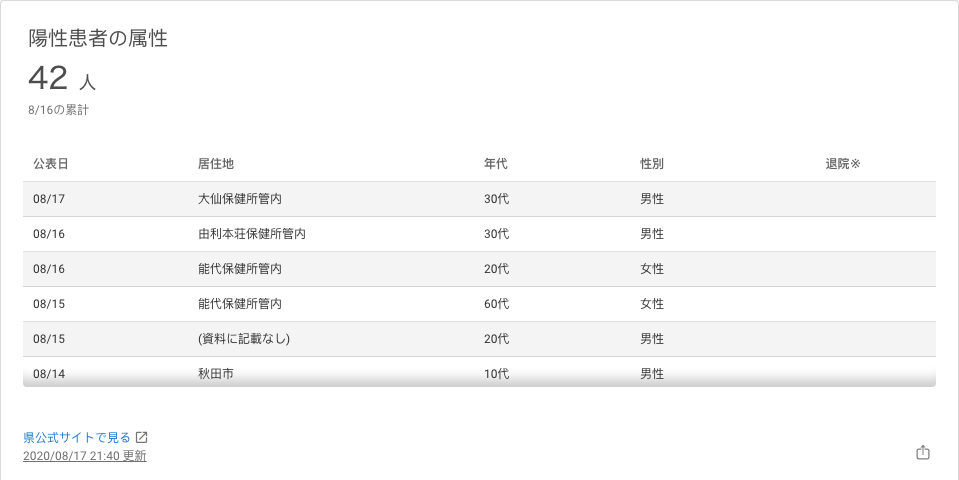 陽性患者の属性
42 人
8/16の累計
公表日 居住地 年代 性別 退院※
08/17 大仙保健所管内 30代 男性
08/16 由利本荘保健所管内 30代 男性
08/16 能代保健所管内 20代 女性
08/15 能代保健所管内 60代 女性
08/15 (資料に記載なし) 20代 男性
08/14 秋田市 10代 男性
県公式サイトで見る
2020/08/17 21:40 更新